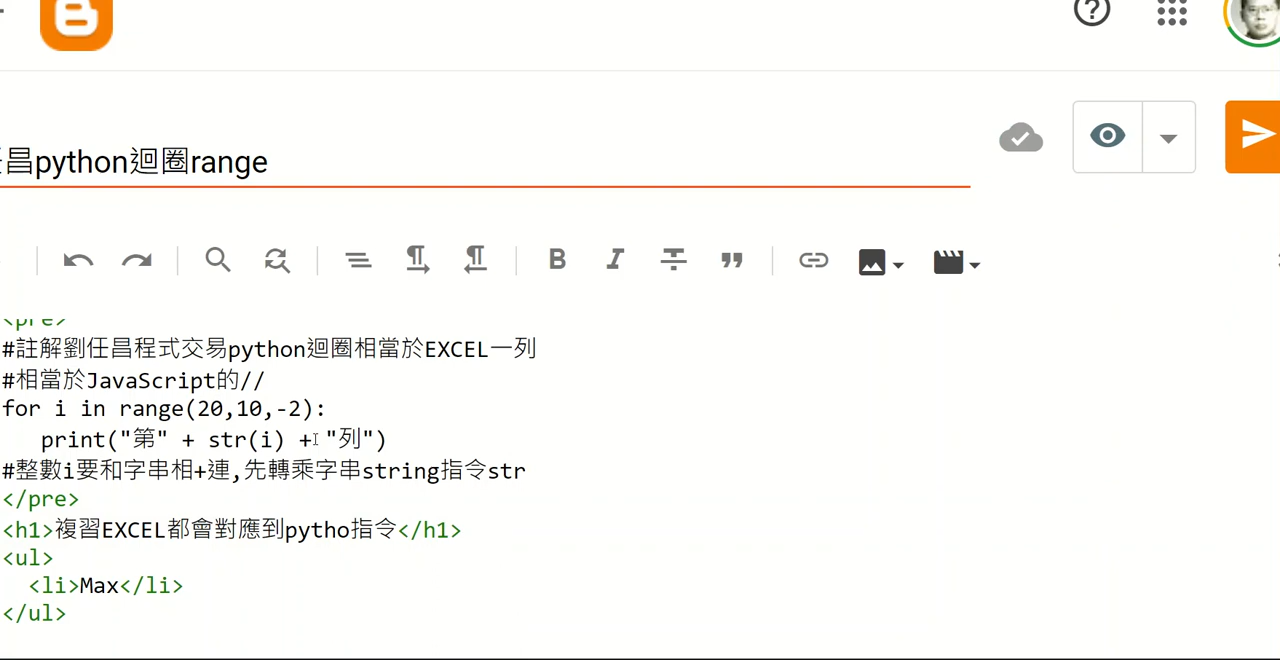 昌python迴圈range
<pre>
#註解劉任昌程式交易python迴圈相當於EXCEL一列
#相當於JavaScript的//
for i in range(20,10,-2):
   print("第" + str(i) + "列")
#整數i要和字串相+連,先轉乘字串string指令str
</pre>
<h1>複習EXCEL都會對應到pytho指令</h1>
<ul>
  <li>Max</li>
</ul>